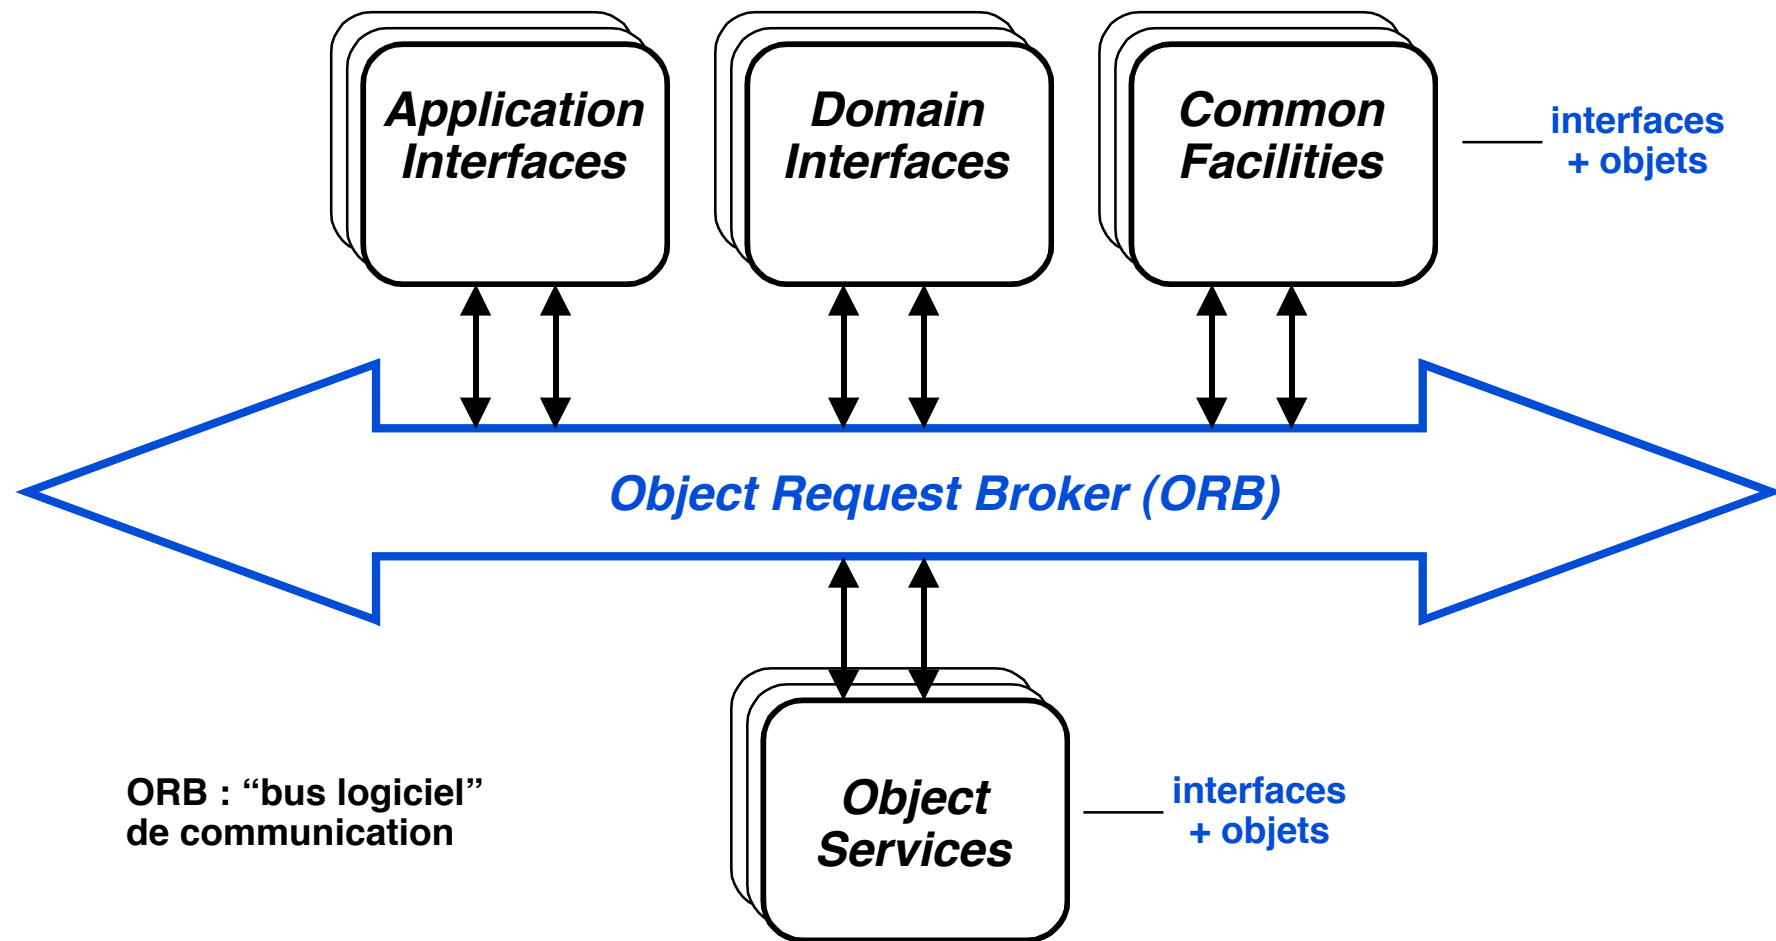 Application
Interfaces
Domain
Interfaces
Common
Facilities
interfaces
+ objets
Object Request Broker (ORB)
ORB : “bus logiciel”
de communication
Object
Services
interfaces
+ objets